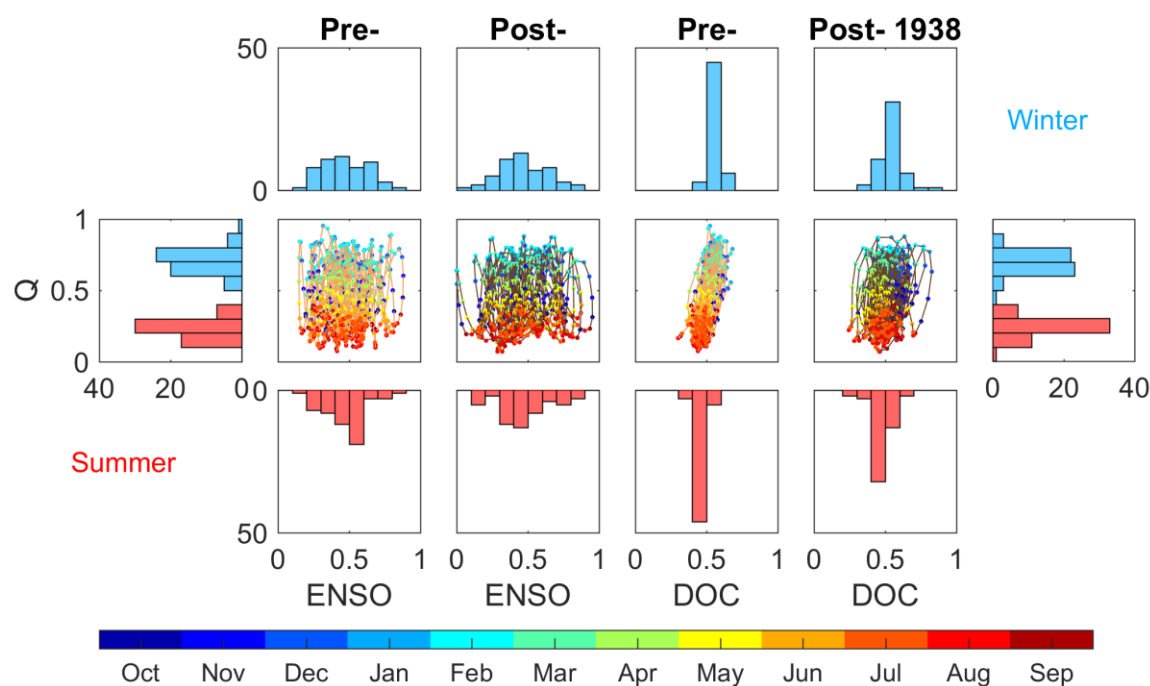 Pre- Post- Pre- Post- 1938
50
Winter
0
1
Q 0.5
0
40 20 0 0 0 0 20 40
Summer
50
0 0.5 1 0 0.5 1 0 0.5 1 0 0.5 1
ENSO ENSO DOC DOC
Oct Nov Dec Jan Feb Mar Apr May Jun Jul Aug Sep